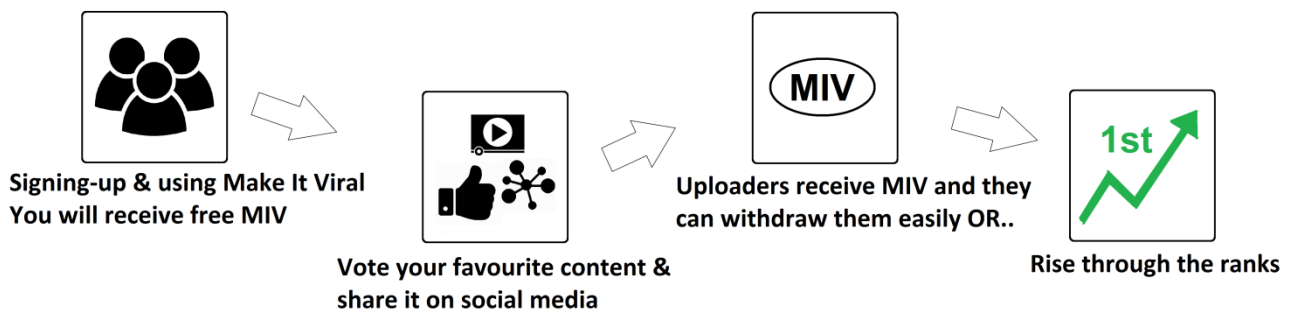 Signing-up & using Make It Viral
You will receive free MIV
Vote your favourite content &
share it on social media
MIV
Uploaders receive MIV and they
can withdraw them easily OR..
1st
Rise through the ranks